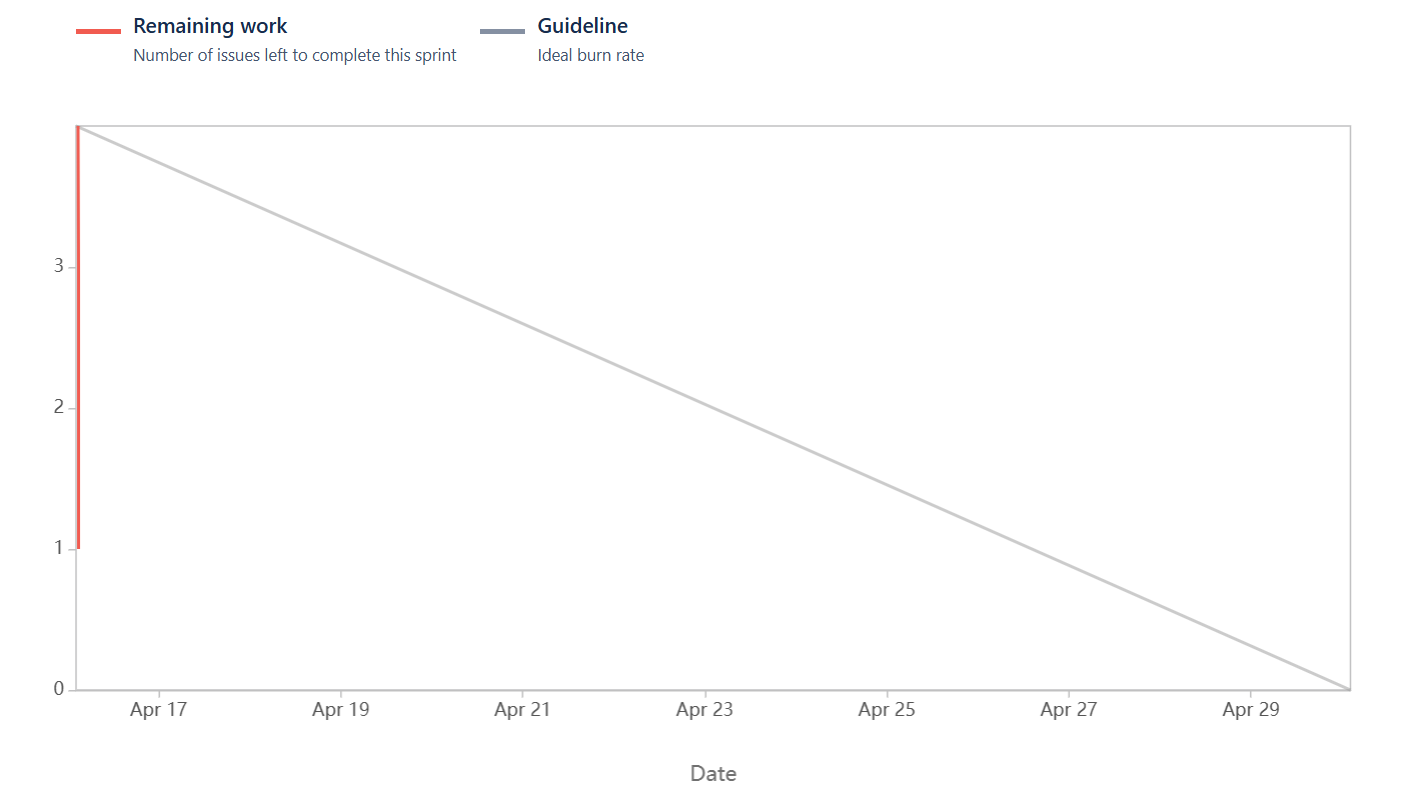 Remaining work
Number of issues left to complete this sprint
Guideline
Ideal burn rate
3
2
1
0
Apr 17 Apr 19 Apr 21 Apr 23 Apr 25 Apr 27 Apr 29
Date